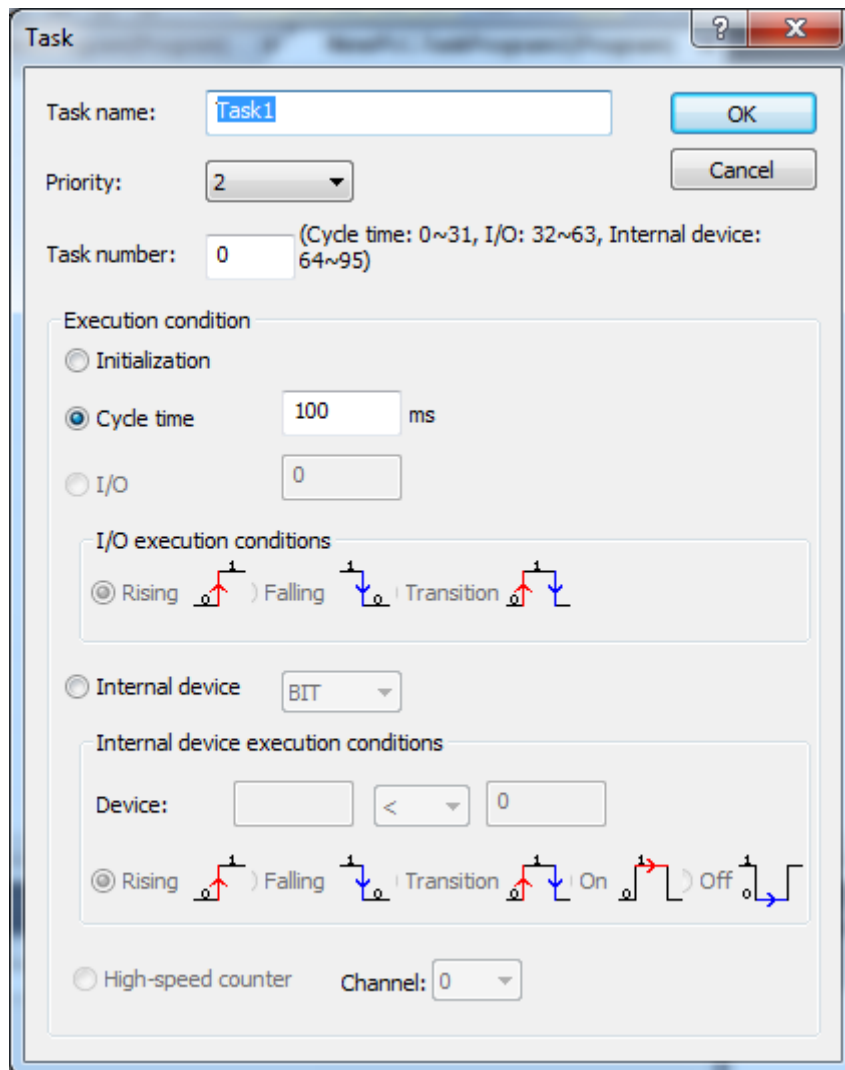 Task
Task name: Task1 OK
Priority: 2 Cancel
Task number: 0 (Cycle time: 0~31, I/O: 32~63, Internal device:
64~95)
Execution condition
Initialization
Cycle time 100 ms
I/O 0
I/O execution conditions
Rising 0 1 Falling 1 0 Transition 0 1
Internal device BIT
Internal device execution conditions
Device: < 0
Rising 0 1 Falling 1 0 Transition 0 1 On 0 1 Off 1 0
High-speed counter Channel: 0